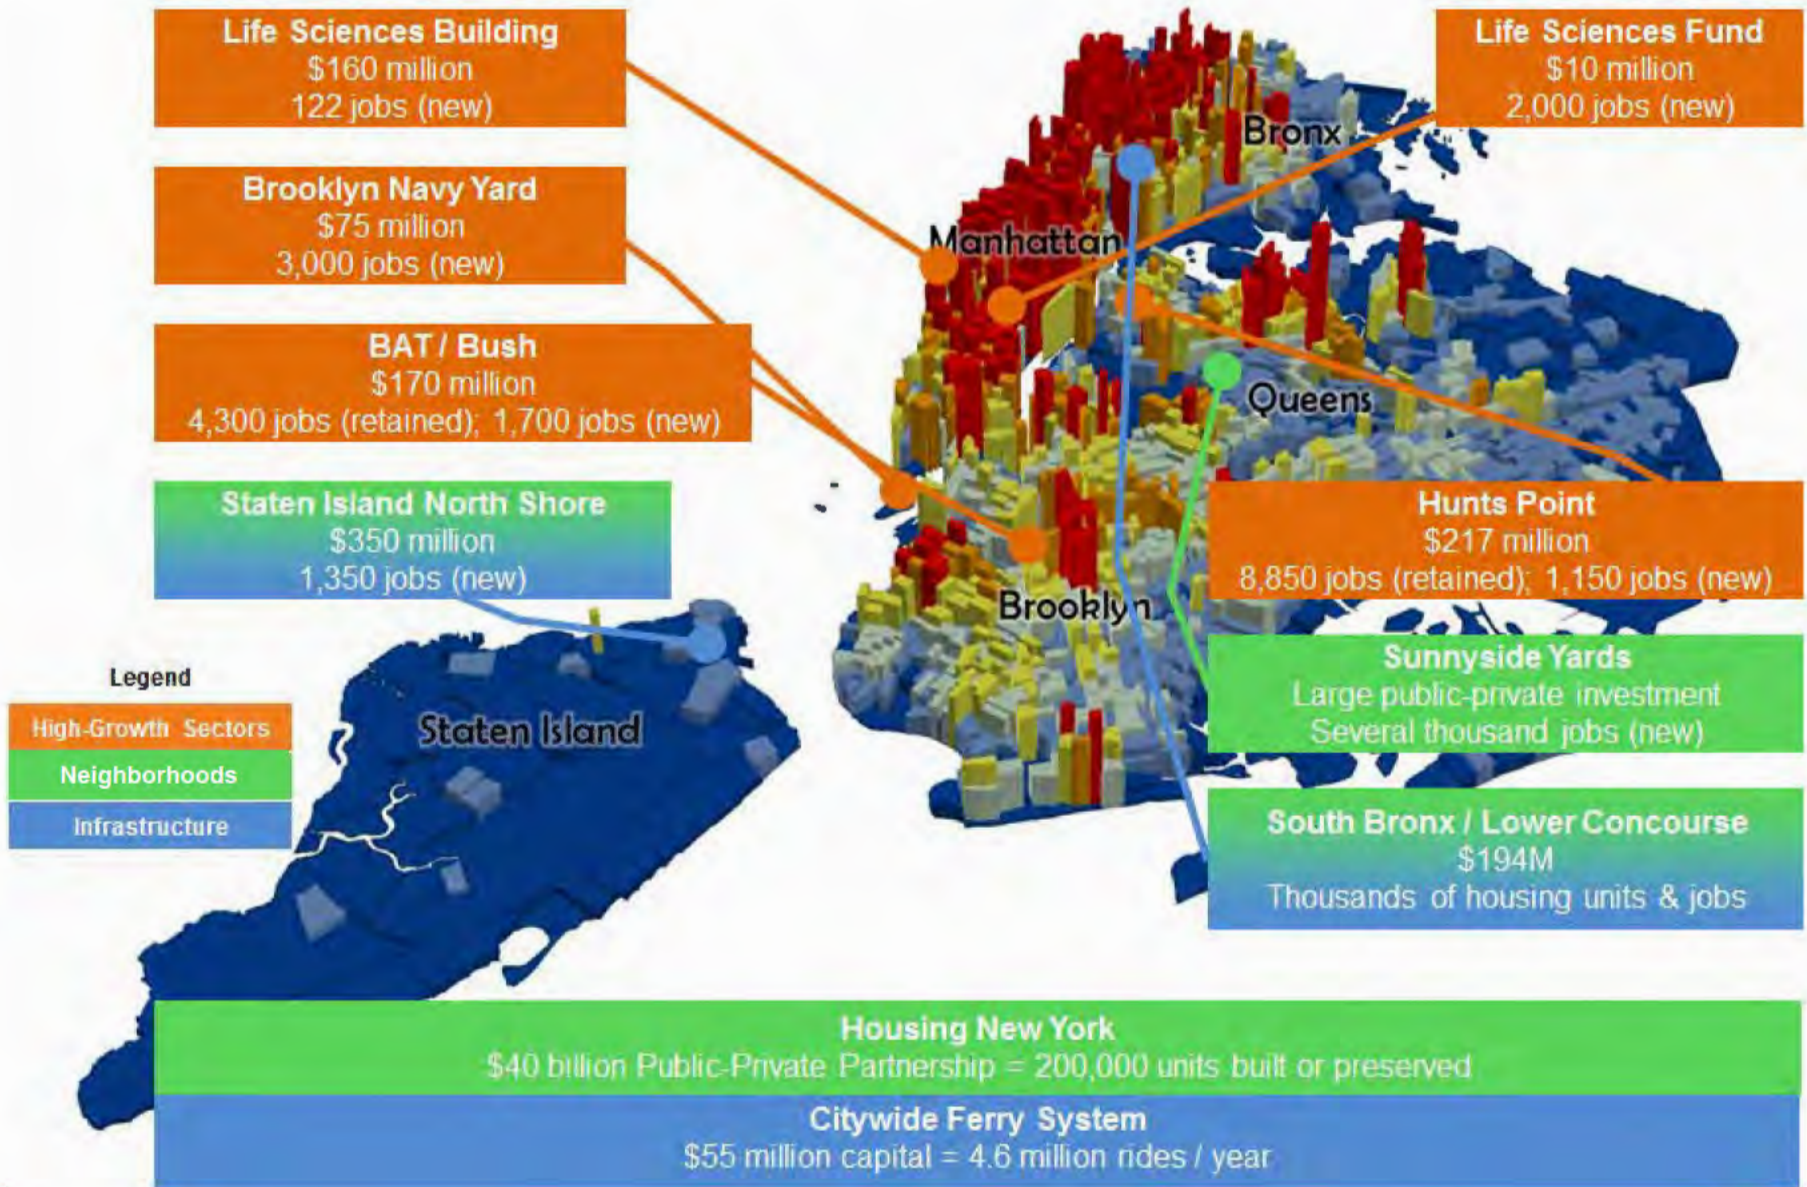 Life Sciences Building
$160 million
122 jobs (new)
Life Sciences Fund
$10 million
2,000 jobs (new)
Bronx
Brooklyn Navy Yard
$75 million
3,000 jobs (new)
Manhattan
BAT / Bush
$170 million
4,300 jobs (retained); 1,700 jobs (new)
Queens
Staten Island North Shore
$350 million
1,350 jobs (new)
Hunts Point
$217 million
8,850 jobs (retained); 1,150 jobs (new)
Brooklyn
Sunnyside Yards
Large public-private investment
Several thousand jobs (new)
Legend
High-Growth Sectors
Neighborhoods
Infrastructure
Staten Island
South Bronx / Lower Concourse
$194M
Thousands of housing units & jobs
Housing New York
$40 billion Public-Private Partnership = 200,000 units built or preserved
Citywide Ferry System
$55 million capital = 4.6 million rides / year